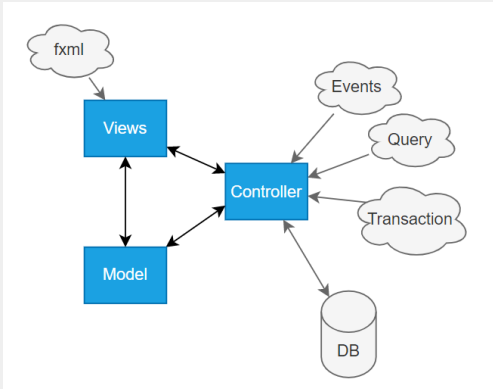 fxml
Events
Views
Query
Controller
Transaction
Model
DB